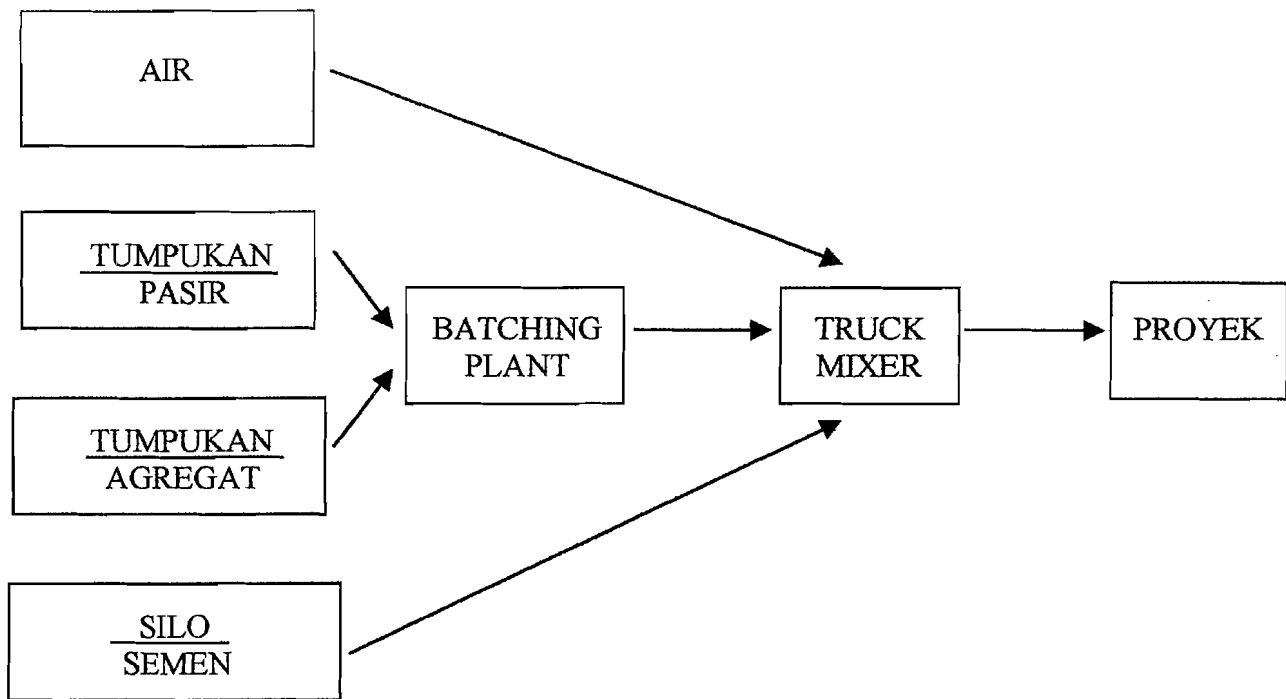 AIR
TUMPUKAN
PASIR
BATCHING
PLANT
TRUCK
MIXER
PROYEK
TUMPUKAN
AGREGAT
SILO
SEMEN